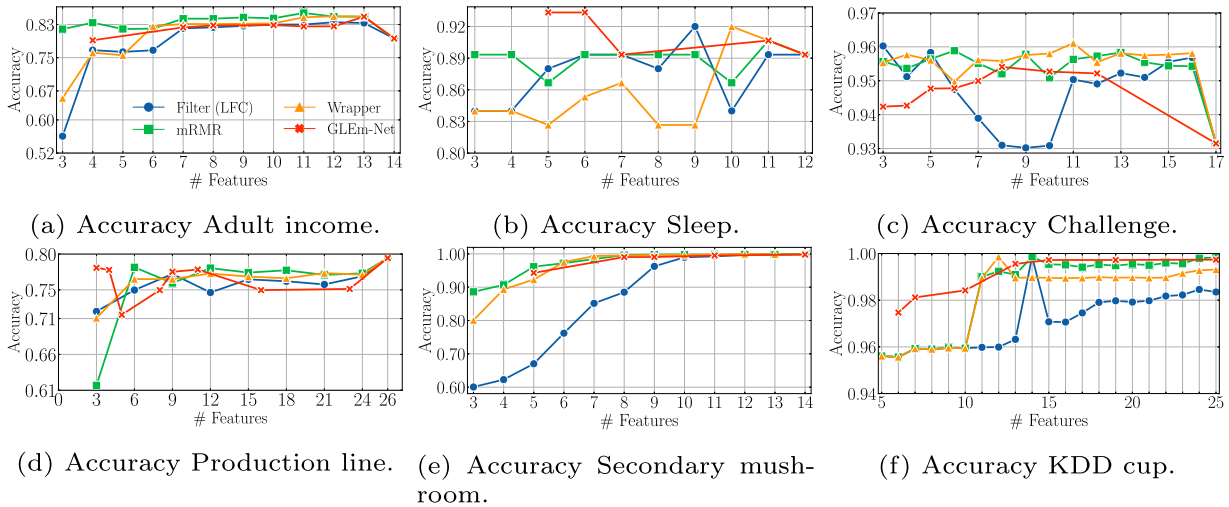 Accuracy
0.83
0.75
0.67
0.60
0.52
Filter (LFC)
mRMR
Wrapper
GLEm-Net
3 4 5 6 7 8 9 10 11 12 13 14
# Features
(a) Accuracy Adult income.
Accuracy
0.92
0.89
0.86
0.83
0.80
3 4 5 6 7 8 9 10 11 12
# Features
(b) Accuracy Sleep.
Accuracy
0.97
0.96
0.95
0.94
0.93
3 5 7 9 11 13 15 17
# Features
(c) Accuracy Challenge.
Accuracy
0.80
0.75
0.71
0.66
0.61
0 3 6 9 12 15 18 21 24 26
# Features
(d) Accuracy Production line.
Accuracy
1.00
0.90
0.80
0.70
0.60
3 4 5 6 7 8 9 10 11 12 13 14
# Features
(e) Accuracy Secondary mush-
room.
Accuracy
1.00
0.98
0.96
0.94
5 10 15 20 25
# Features
(f) Accuracy KDD cup.